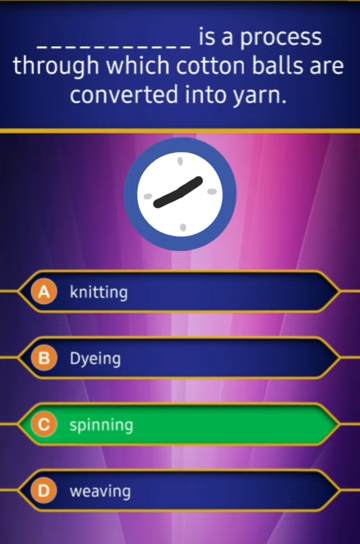 ___________ is a process
through which cotton balls are
converted into yarn.
A knitting
B Dyeing
C spinning
D weaving